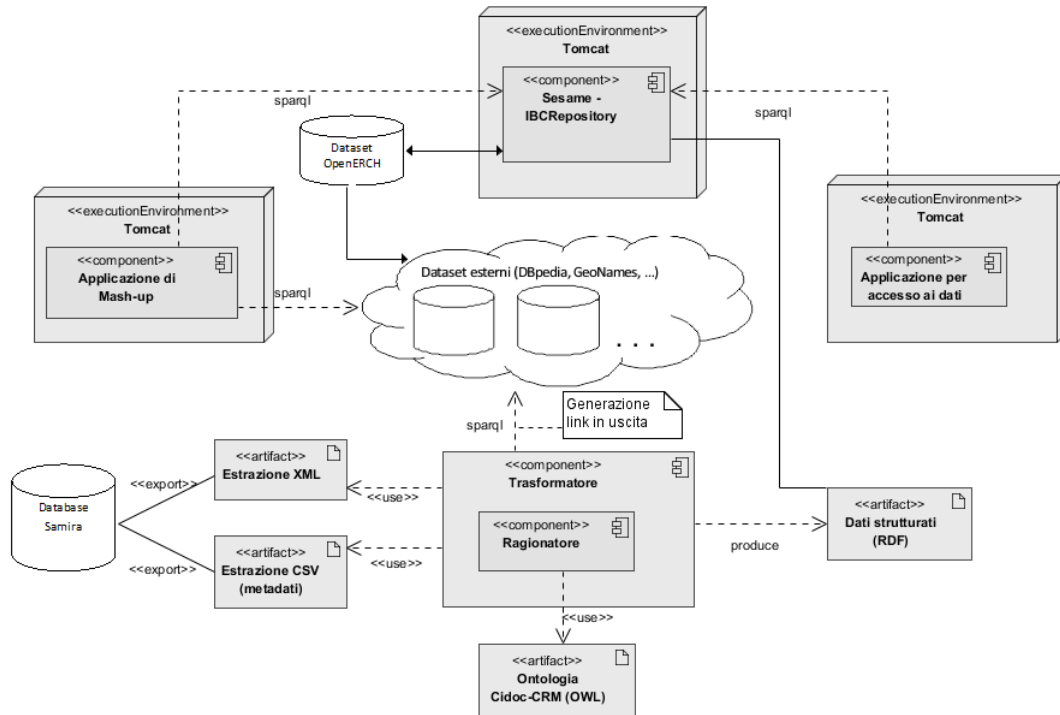 <<executionEnvironment>>
Tomcat
<<component>>
Sesame -
IBCRepository
sparql
sparql
Dataset
OpenERCH
<<executionEnvironment>>
Tomcat
<<component>>
Applicazione di
Mash-up
sparql
<<executionEnvironment>>
Tomcat
<<component>>
Applicazione per
accesso ai dati
Dataset esterni (DBpedia, GeoNames, ...)
. . .
Generazione
link in uscita
sparql
Database
Samira
<<export>>
<<export>>
<<artifact>>
Estrazione XML
<<artifact>>
Estrazione CSV
(metadati)
<<use>>
<<use>>
<<component>>
Trasformatore
<<component>>
Ragionatore
produce
<<artifact>>
Dati strutturati
(RDF)
<<use>>
<<artifact>>
Ontologia
Cidoc-CRM (OWL)